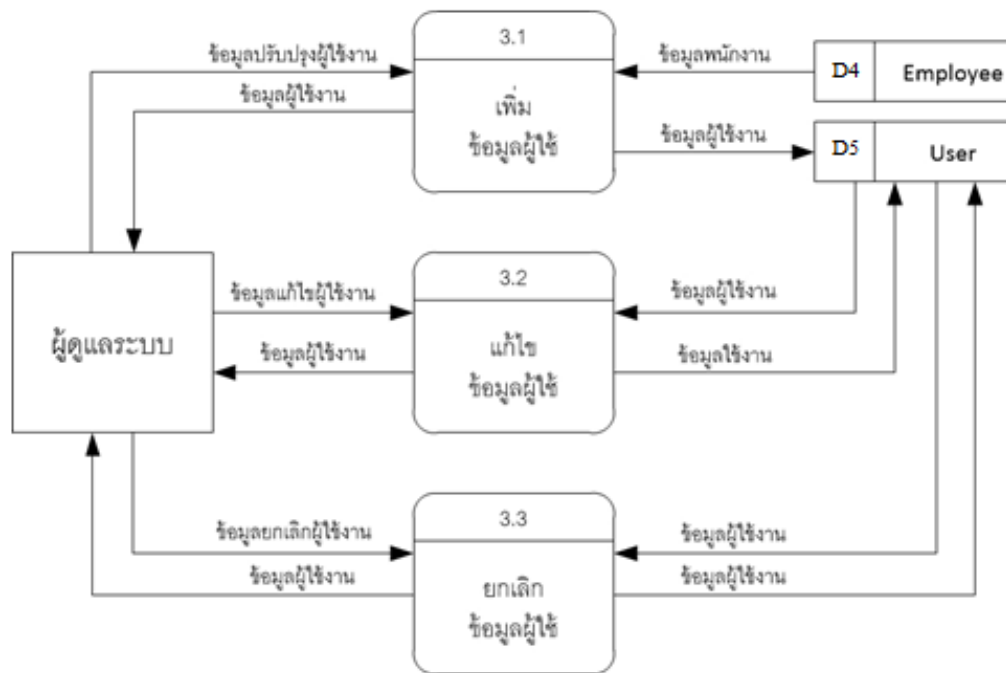 3.1
ข้อมูลปรับปรุงผู้ใช้งาน
ข้อมูลพนักงาน
D4 Employee
ข้อมูลผู้ใช้งาน
เพิ่ม
ข้อมูลผู้ใช้
ข้อมูลผู้ใช้งาน
D5 User
3.2
ข้อมูลแก้ไขผู้ใช้งาน
ข้อมูลผู้ใช้งาน
ผู้ดูแลระบบ
ข้อมูลผู้ใช้งาน
แก้ไข
ข้อมูลผู้ใช้
ข้อมูลใช้งาน
3.3
ข้อมูลยกเลิกผู้ใช้งาน
ข้อมูลผู้ใช้งาน
ข้อมูลผู้ใช้งาน
ยกเลิก
ข้อมูลผู้ใช้
ข้อมูลผู้ใช้งาน